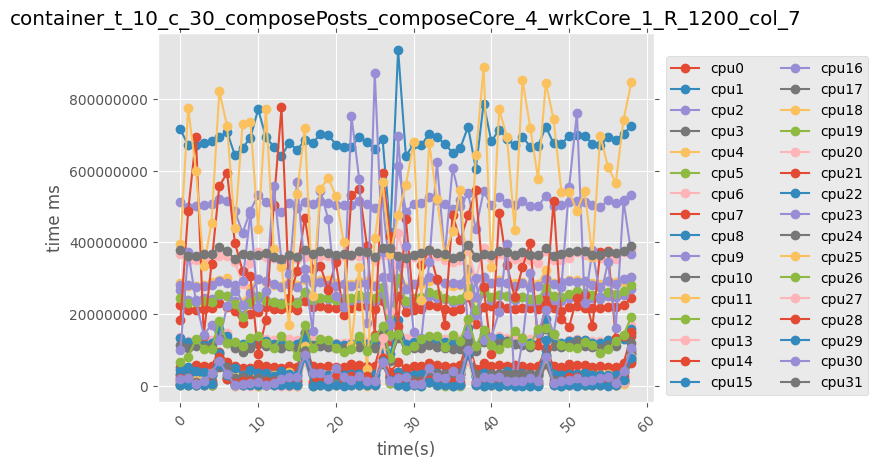 container_t_10_c_30_composePosts_composeCore_4_wrkCore_1_R_1200_col_7
time ms
800000000
600000000
400000000
200000000
0
0
10
20
30
40
50
60
time(s)
cpu0
cpu1
cpu2
cpu3
cpu4
cpu5
cpu6
cpu7
cpu8
cpu9
cpu10
cpu11
cpu12
cpu13
cpu14
cpu15
cpu16
cpu17
cpu18
cpu19
cpu20
cpu21
cpu22
cpu23
cpu24
cpu25
cpu26
cpu27
cpu28
cpu29
cpu30
cpu31